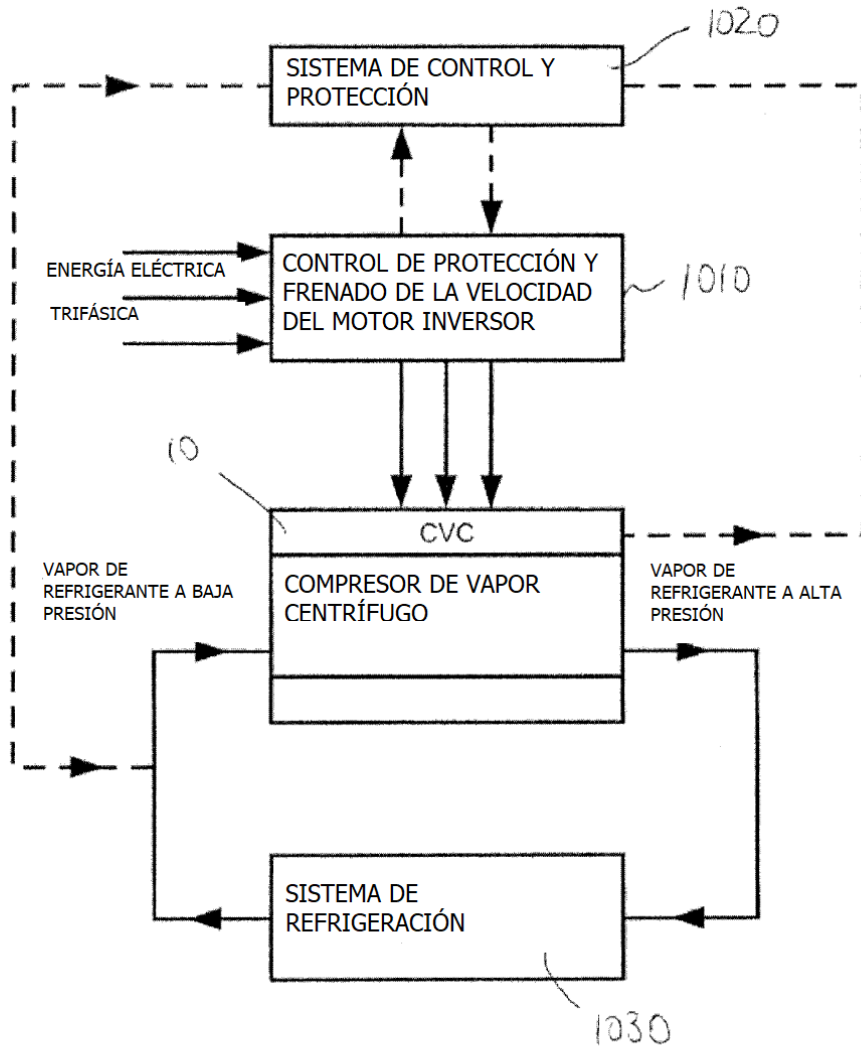 1020
SISTEMA DE CONTROL Y
PROTECCIÓN
ENERGÍA ELÉCTRICA
TRIFÁSICA
CONTROL DE PROTECCIÓN Y
FRENADO DE LA VELOCIDAD
DEL MOTOR INVERSOR
1010
10
CVC
COMPRESOR DE VAPOR
CENTRÍFUGO
VAPOR DE
REFRIGERANTE A BAJA
PRESIÓN
VAPOR DE
REFRIGERANTE A ALTA
PRESIÓN
SISTEMA DE
REFRIGERACIÓN
1030